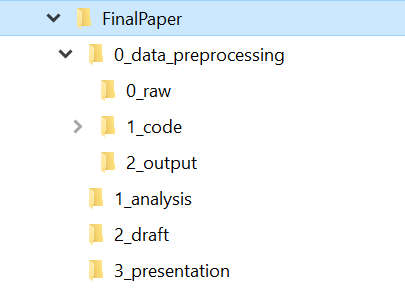 FinalPaper
0_data_preprocessing
0_raw
1_code
2_output
1_analysis
2_draft
3_presentation